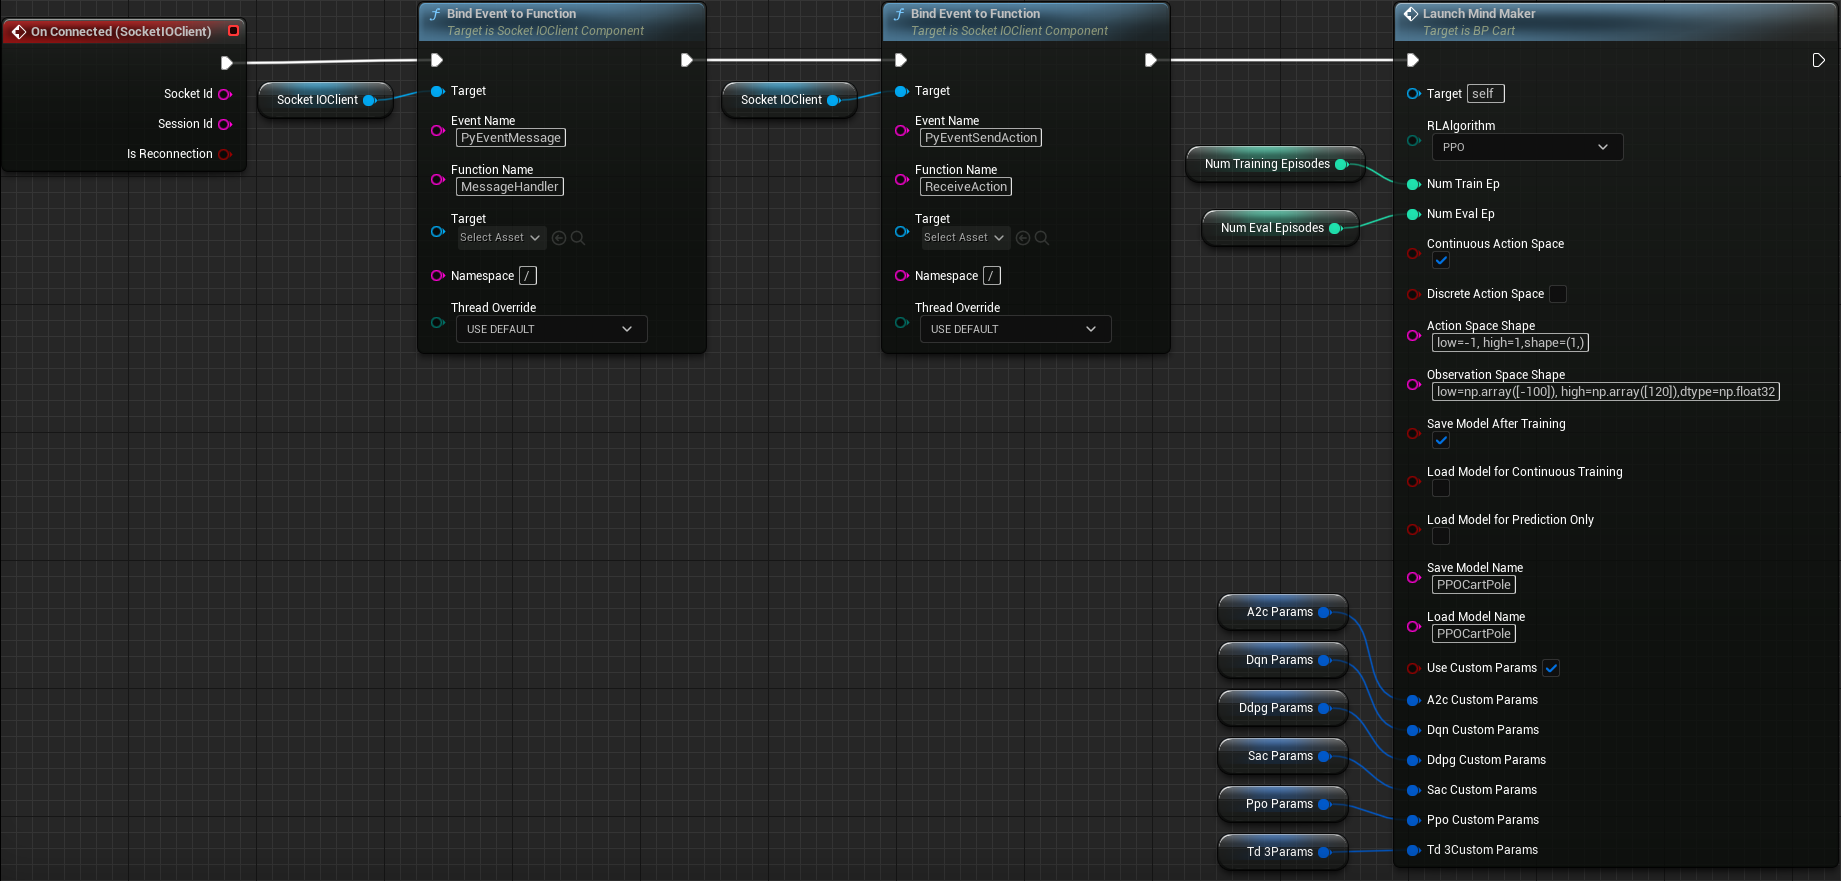 On Connected (SocketIOClient)
Socket Id
Session Id
Is Reconnection
Socket IOClient
f Bind Event to Function
Target is Socket IOClient Component
Target
Event Name
PyEventMessage
Function Name
MessageHandler
Target
Select Asset
Namespace /
Thread Override
USE DEFAULT
Socket IOClient
f Bind Event to Function
Target is Socket IOClient Component
Target
Event Name
PyEventSendAction
Function Name
ReceiveAction
Target
Select Asset
Namespace /
Thread Override
USE DEFAULT
Num Training Episodes
Num Eval Episodes
A2c Params
Dqn Params
Ddpg Params
Sac Params
Ppo Params
Td 3Params
Launch Mind Maker
Target is BP Cart
Target self
RLAlgorithm
PPO
Num Train Ep
Num Eval Ep
Continuous Action Space
Discrete Action Space
Action Space Shape
low=-1, high=1,shape=(1,)
Observation Space Shape
low=np.array([-100]), high=np.array([120]),dtype=np.float32
Save Model After Training
Load Model for Continuous Training
Load Model for Prediction Only
Save Model Name
PPOCartPole
Load Model Name
PPOCartPole
Use Custom Params
A2c Custom Params
Dqn Custom Params
Ddpg Custom Params
Sac Custom Params
Ppo Custom Params
Td 3Custom Params